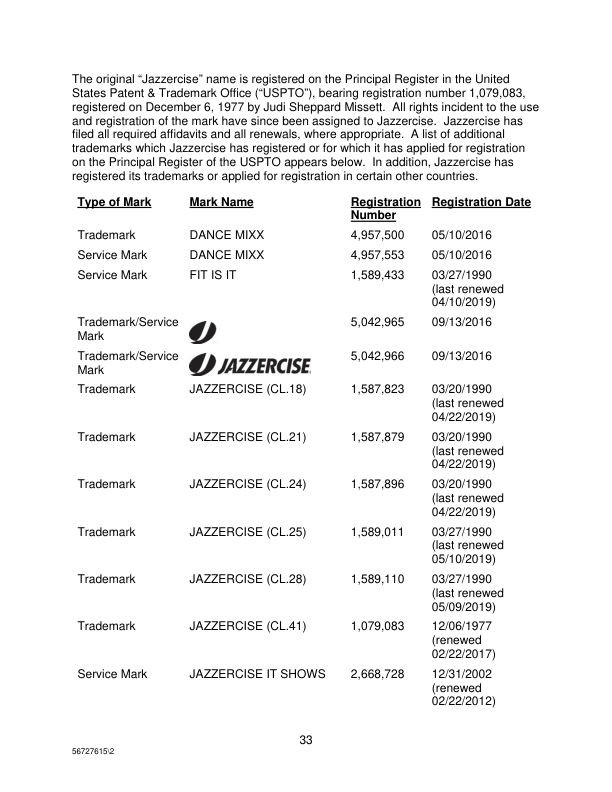 The original “Jazzercise” name is registered on the Principal Register in the United
States Patent & Trademark Office (“USPTO”), bearing registration number 1,079,083,
registered on December 6, 1977 by Judi Sheppard Missett.  All rights incident to the use
and registration of the mark have since been assigned to Jazzercise.  Jazzercise has
filed all required affidavits and all renewals, where appropriate.  A list of additional
trademarks which Jazzercise has registered or for which it has applied for registration
on the Principal Register of the USPTO appears below.  In addition, Jazzercise has
registered its trademarks or applied for registration in certain other countries.
Type of Mark Mark Name Registration Registration Date
Number
Trademark DANCE MIXX 4,957,500 05/10/2016
Service Mark DANCE MIXX 4,957,553 05/10/2016
Service Mark FIT IS IT 1,589,433 03/27/1990
(last renewed
04/10/2019)
Trademark/Service 5,042,965 09/13/2016
Mark
Trademark/Service JAZZERCISE 5,042,966 09/13/2016
Mark
Trademark JAZZERCISE (CL.18) 1,587,823 03/20/1990
(last renewed
04/22/2019)
Trademark JAZZERCISE (CL.21) 1,587,879 03/20/1990
(last renewed
04/22/2019)
Trademark JAZZERCISE (CL.24) 1,587,896 03/20/1990
(last renewed
04/22/2019)
Trademark JAZZERCISE (CL.25) 1,589,011 03/27/1990
(last renewed
05/10/2019)
Trademark JAZZERCISE (CL.28) 1,589,110 03/27/1990
(last renewed
05/09/2019)
Trademark JAZZERCISE (CL.41) 1,079,083 12/06/1977
(renewed
02/22/2017)
Service Mark JAZZERCISE IT SHOWS 2,668,728 12/31/2002
(renewed
02/22/2012)
33
56727615\2